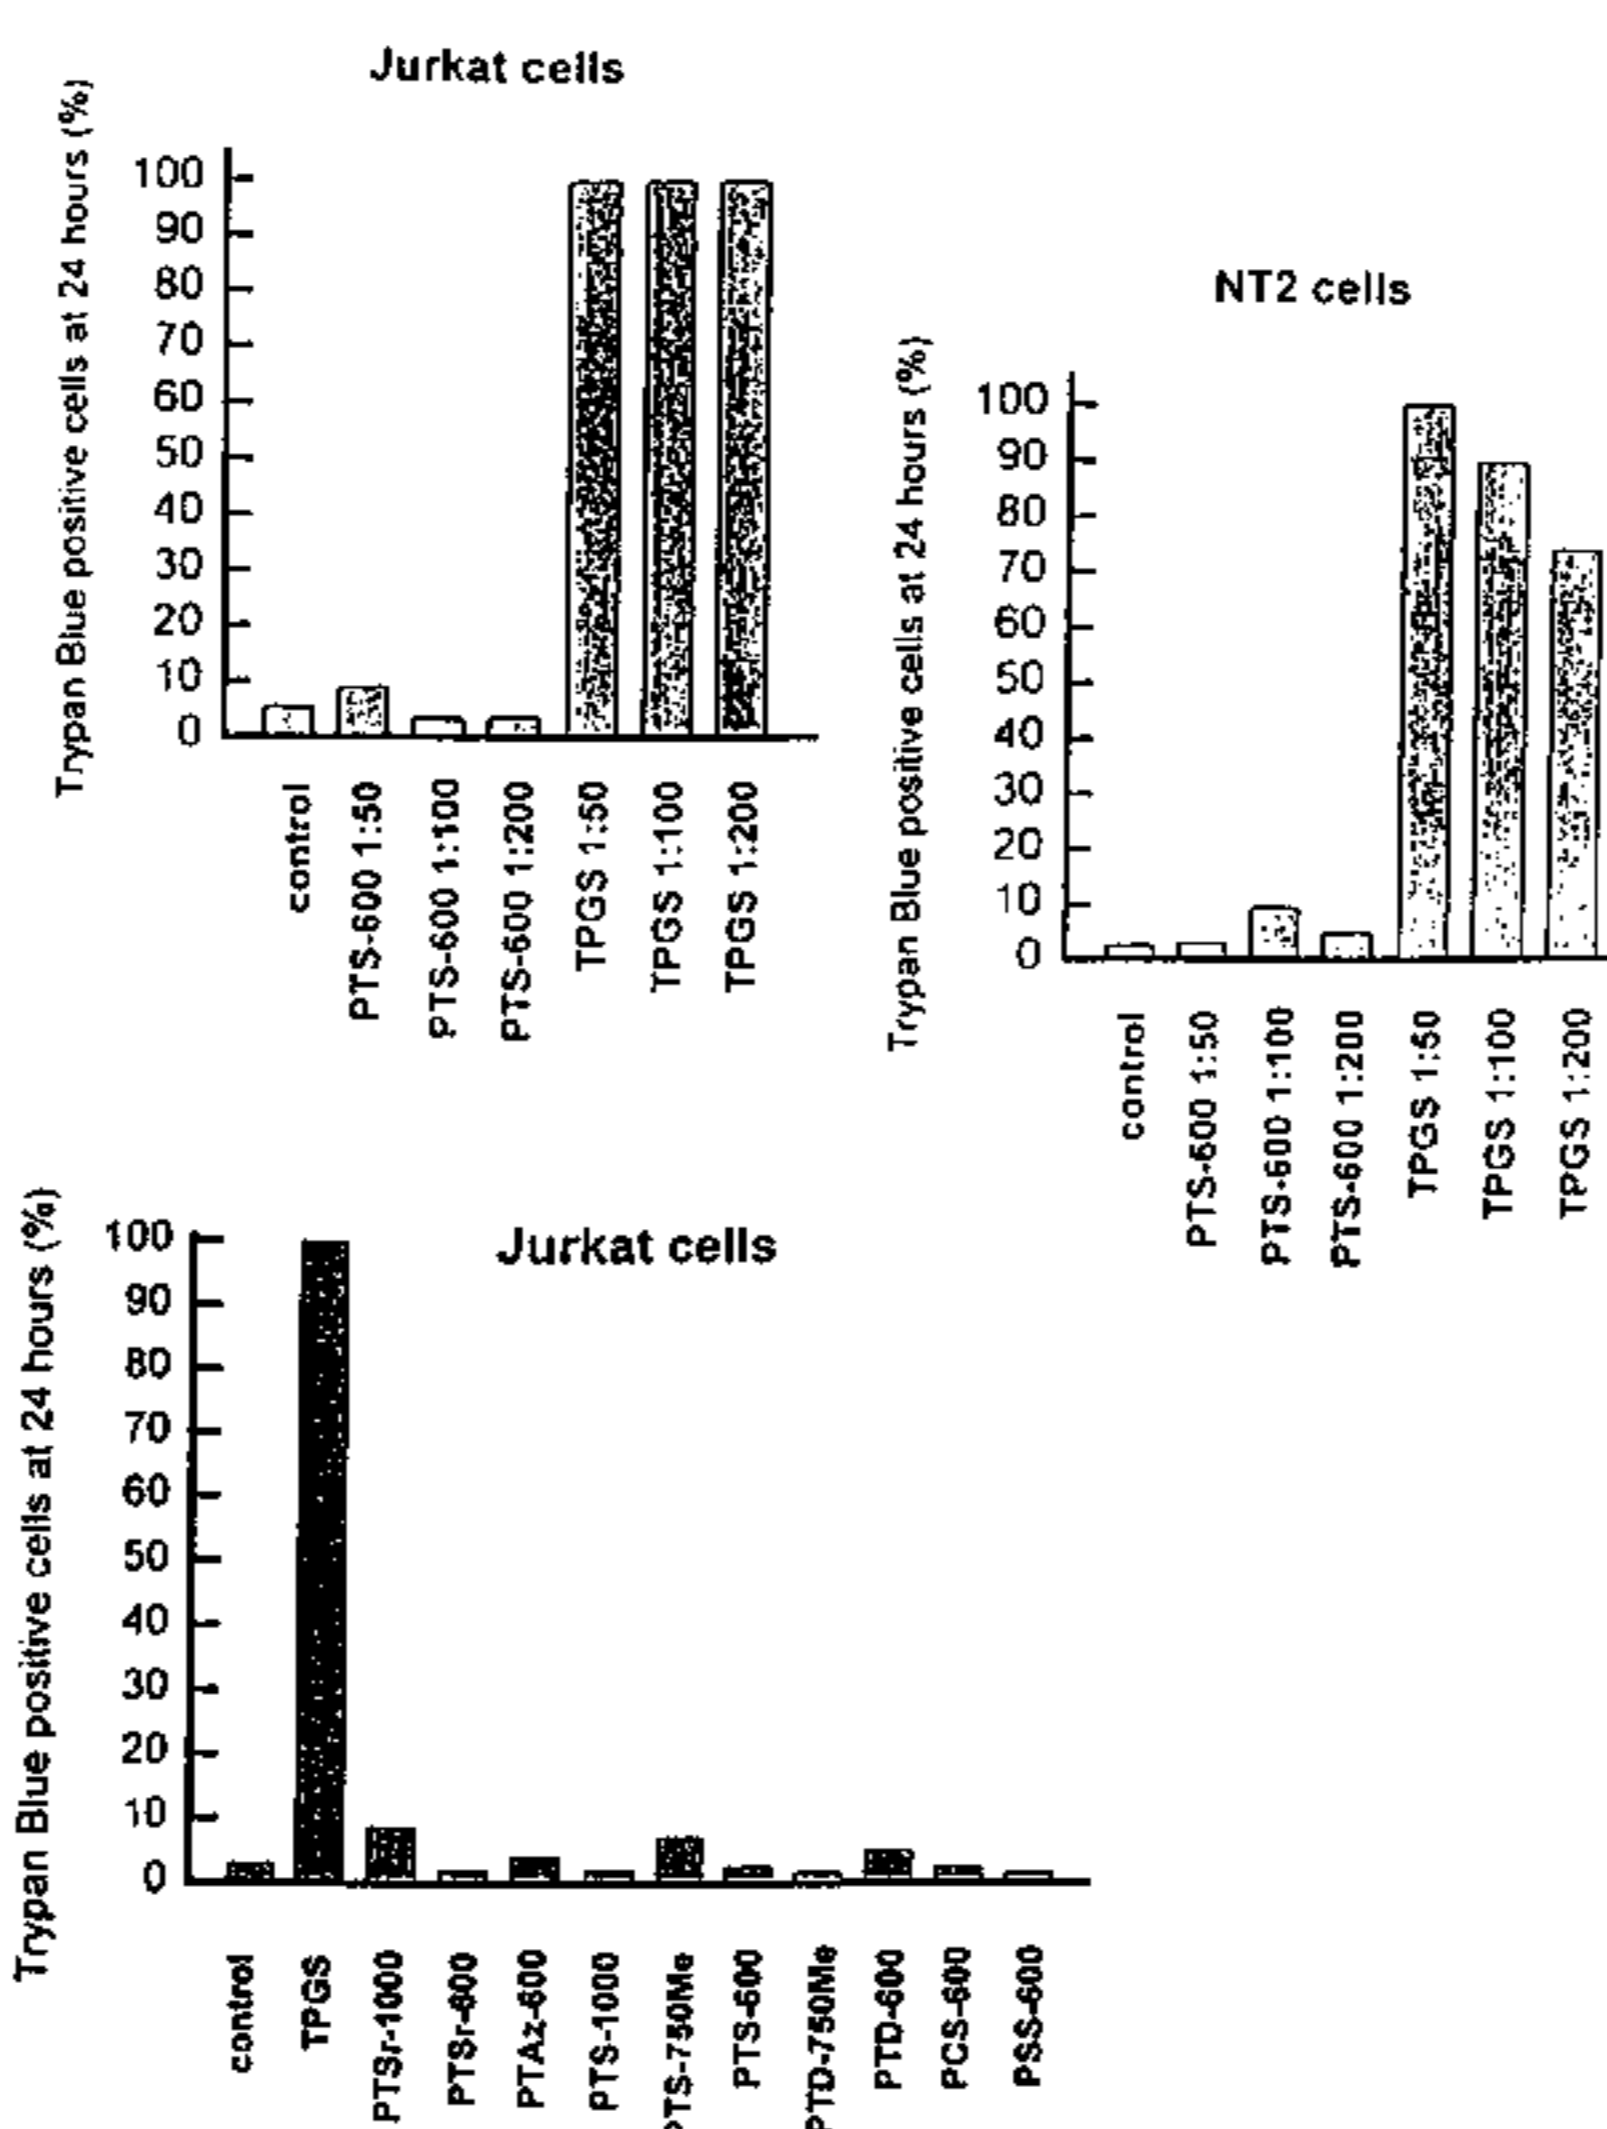 Jurkat cells
Trypan Blue positive cells at 24 hours (%)
100
90
80
70
60
50
40
30
20
10
0
control
PTS-600 1:50
PTS-600 1:100
PTS-600 1:200
TPGS 1:50
TPGS 1:100
TPGS 1:200
NT2 cells
Trypan Blue positive cells at 24 hours (%)
100
90
80
70
60
50
40
30
20
10
0
control
PTS-600 1:50
PTS-600 1:100
PTS-600 1:200
TPGS 1:50
TPGS 1:100
TPGS 1:200
Jurkat cells
Trypan Blue positive cells at 24 hours (%)
100
90
80
70
60
50
40
30
20
10
0
control
TPGS
PTSr-1000
PTSr-600
PTAz-600
PTS-1000
PTS-750Me
PTS-600
PTD-750Me
PTD-600
PCS-600
PSS-600